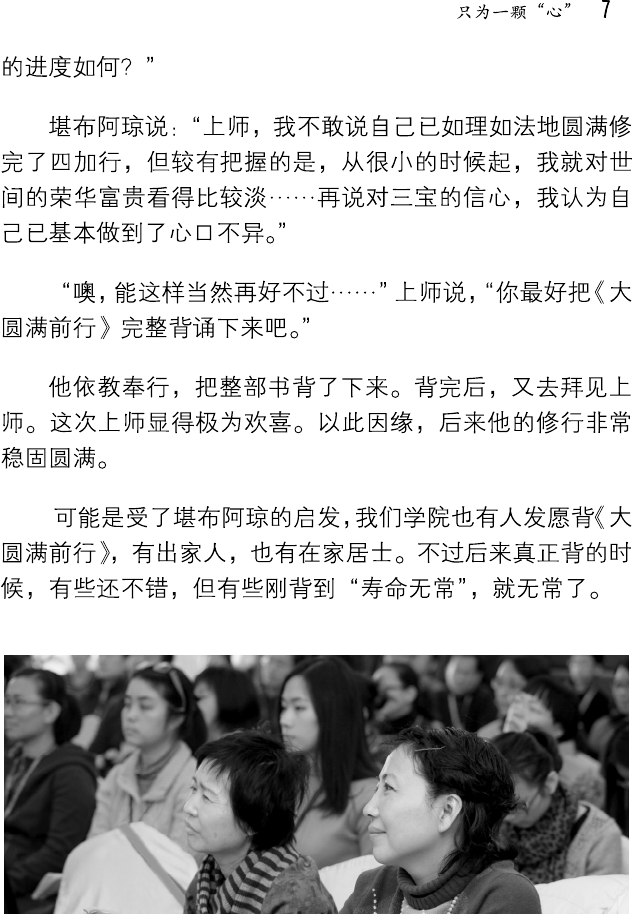 只为一颗“心” 7
的进度如何？”
堪布阿琼说：“上师，我不敢说自己已如理如法地圆满修
完了四加行，但较有把握的是，从很小的时候起，我就对世
间的荣华富贵看得比较淡……再说对三宝的信心，我认为自
己已基本做到了心口不异。”
“噢，能这样当然再好不过……”上师说，“你最好把《大
圆满前行》完整背诵下来吧。”
他依教奉行，把整部书背了下来。背完后，又去拜见上
师。这次上师显得极为欢喜。以此因缘，后来他的修行非常
稳固圆满。
可能是受了堪布阿琼的启发，我们学院也有人发愿背《大
圆满前行》，有出家人，也有在家居士。不过后来真正背的时
候，有些还不错，但有些刚背到“寿命无常”，就无常了。